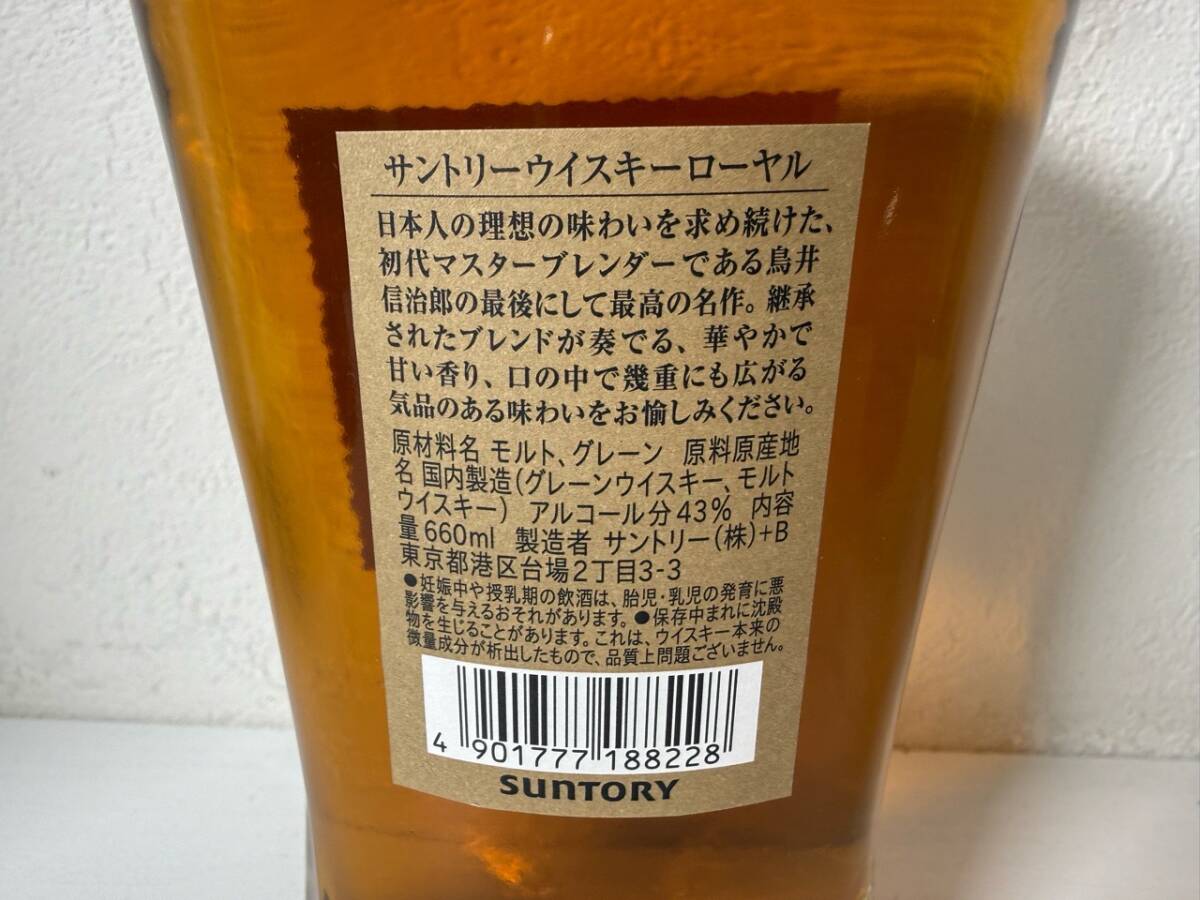 サントリーウイスキーローヤル
日本人の理想の味わいを求め続けた、
初代マスターブレンダーである鳥井
信治郎の最後にして最高の名作。継承
されたブレンドが奏でる、華やかで
甘い香り、口の中で幾重にも広がる
気品のある味わいをお愉しみください。
原材料名 モルト、グレーン 原料原産地
名 国内製造(グレーンウイスキー、モルト
ウイスキー) アルコール分43% 内容
量660ml 製造者 サントリー(株)+B
東京都港区台場2丁目3-3
●妊娠中や授乳期の飲酒は、胎児・乳児の発育に悪
影響を与えるおそれがあります。●保存中まれに沈殿
物を生じることがあります。これは、ウイスキー本来の
微量成分が析出したもので、品質上問題ございません。
4 901777 188228
SUNTORY